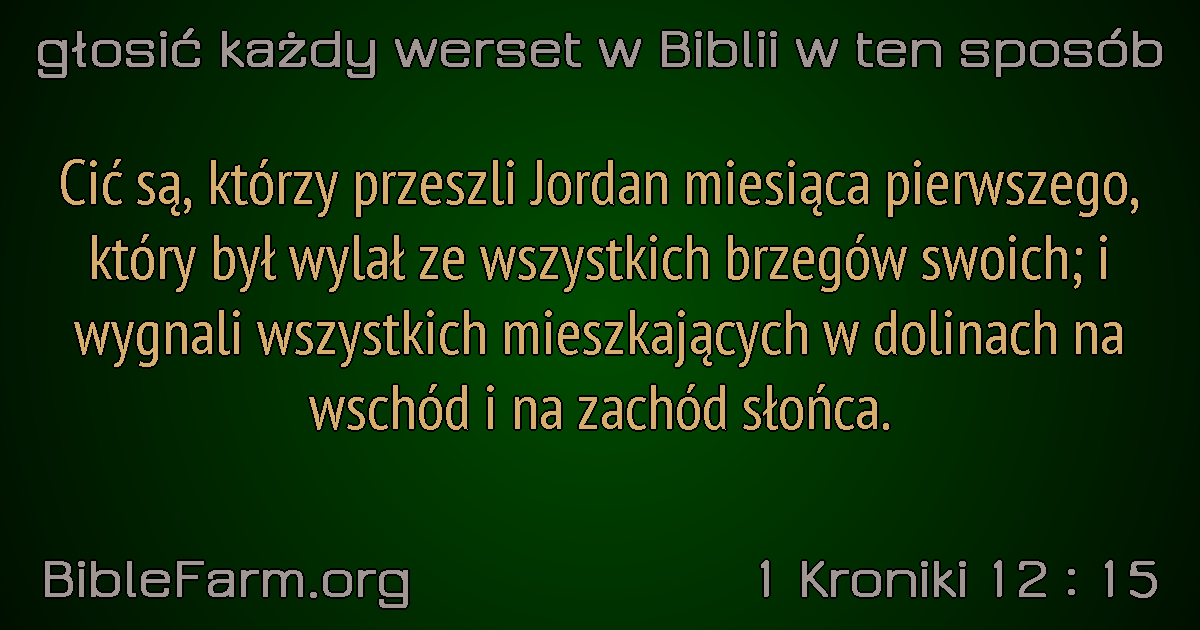 głosić każdy werset w Biblii w ten sposób
Cić są, którzy przeszli Jordan miesiąca pierwszego,
który był wylał ze wszystkich brzegów swoich; i
wygnali wszystkich mieszkających w dolinach na
wschód i na zachód słońca.
BibleFarm.org
1 Kroniki 12 : 15